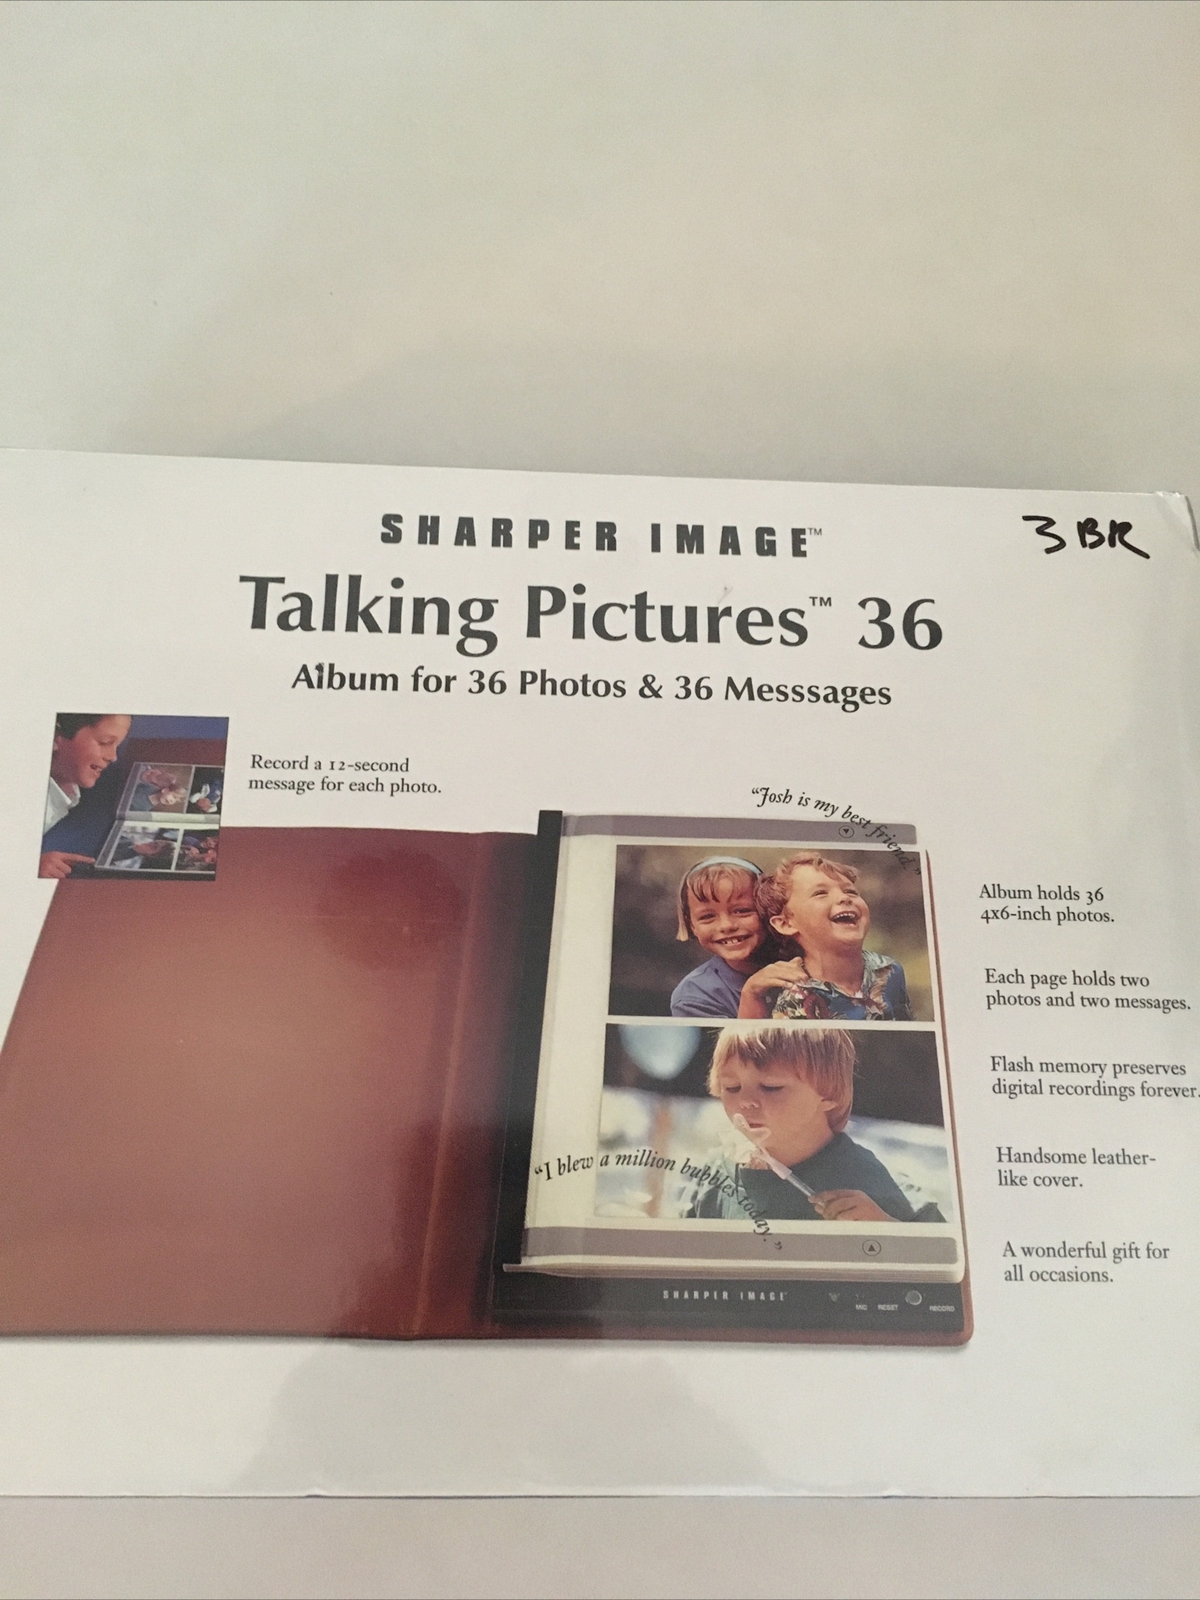 SHARPER IMAGE™
3 BR
Talking Pictures™ 36
Album for 36 Photos & 36 Messsages
Record a 12-second
message for each photo.
"Josh is my best friend."
Album holds 36
4x6-inch photos.
Each page holds two
photos and two messages.
Flash memory preserves
digital recordings forever.
"I blew a million bubbles today."
Handsome leather-
like cover.
A wonderful gift for
all occasions.
SHARPER IMAGE™
MIC RESET RECORD